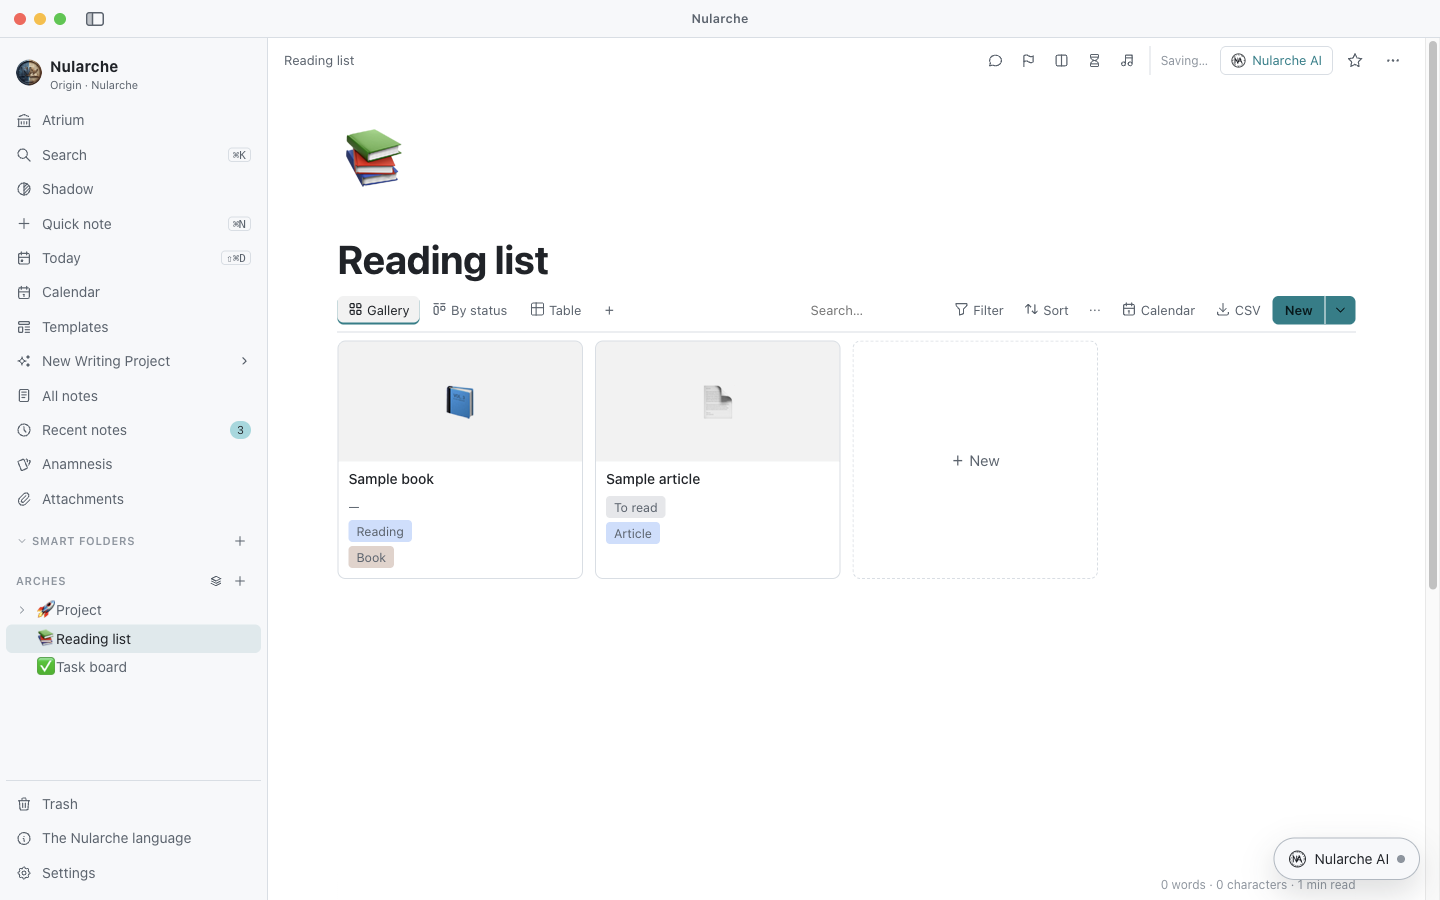 Nularche
Nularche
Origin · Nularche
Atrium
Search ⌘K
Shadow
Quick note ⌘N
Today ⇧⌘D
Calendar
Templates
New Writing Project
All notes
Recent notes 3
Anamnesis
Attachments
SMART FOLDERS
ARCHES
Project
Reading list
Task board
Trash
The Nularche language
Settings
Reading list
Saving...
Nularche AI
Reading list
Gallery By status Table + Search... Filter Sort ··· Calendar CSV New
Sample book
—
Reading
Book
Sample article
To read
Article
+ New
Nularche AI
0 words · 0 characters · 1 min read